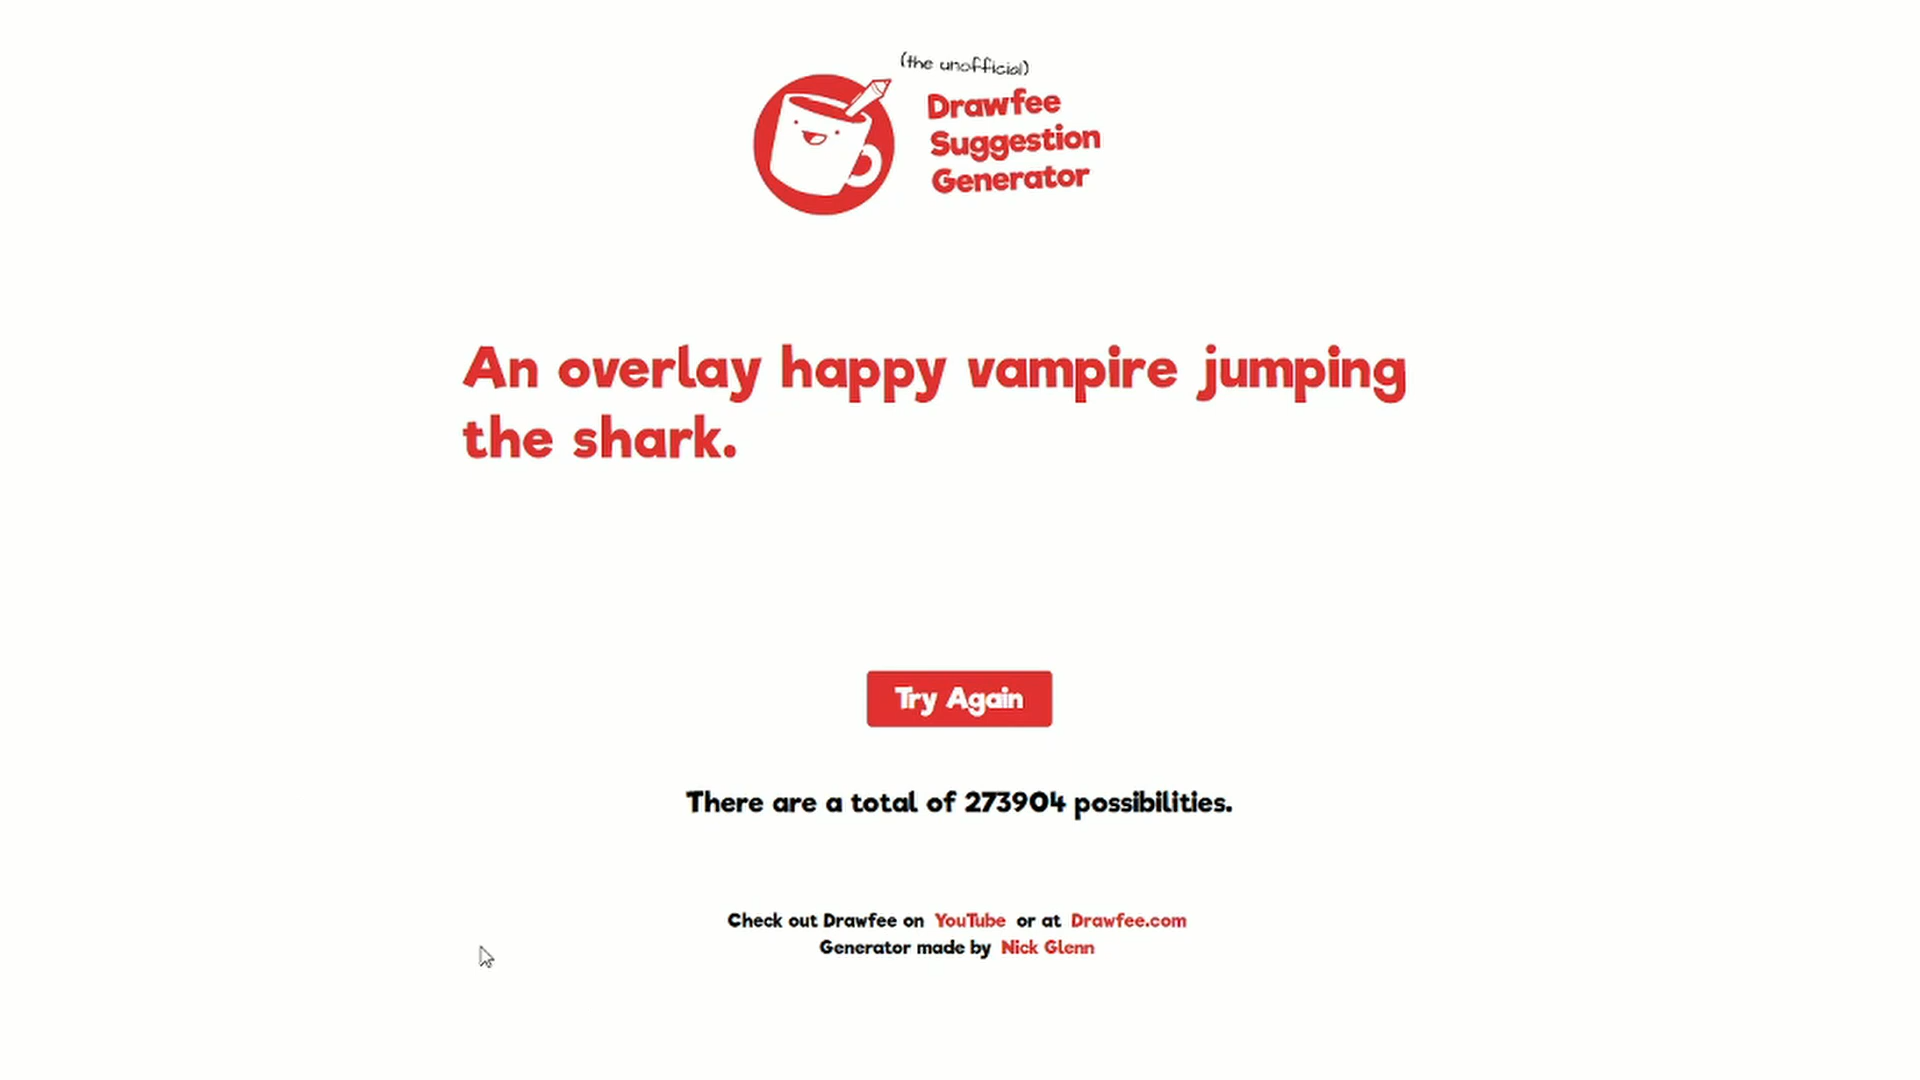 (the unofficial)
Drawfee
Suggestion
Generator
An overlay happy vampire jumping
the shark.
Try Again
There are a total of 273904 possibilities.
Check out Drawfee on YouTube or at Drawfee.com
Generator made by Nick Glenn